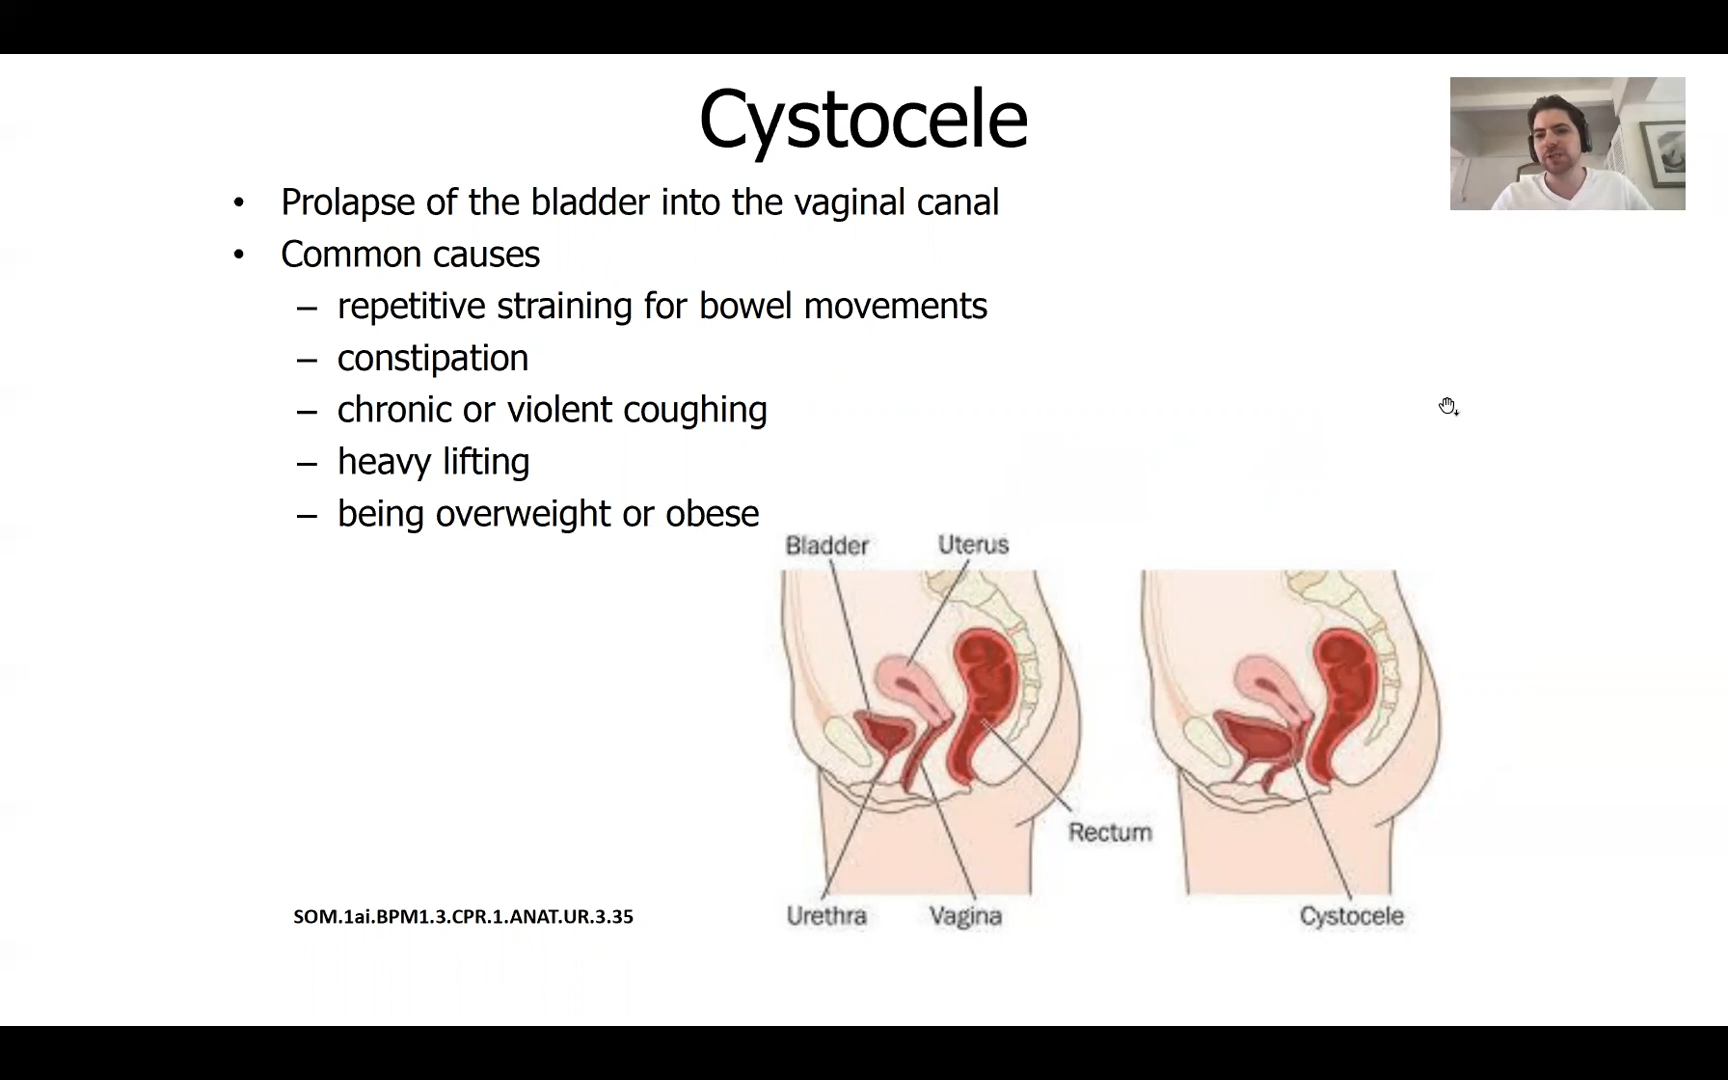 Cystocele
• Prolapse of the bladder into the vaginal canal
• Common causes
– repetitive straining for bowel movements
– constipation
– chronic or violent coughing
– heavy lifting
– being overweight or obese
Bladder Uterus
Rectum
Urethra Vagina Cystocele
SOM.1ai.BPM1.3.CPR.1.ANAT.UR.3.35